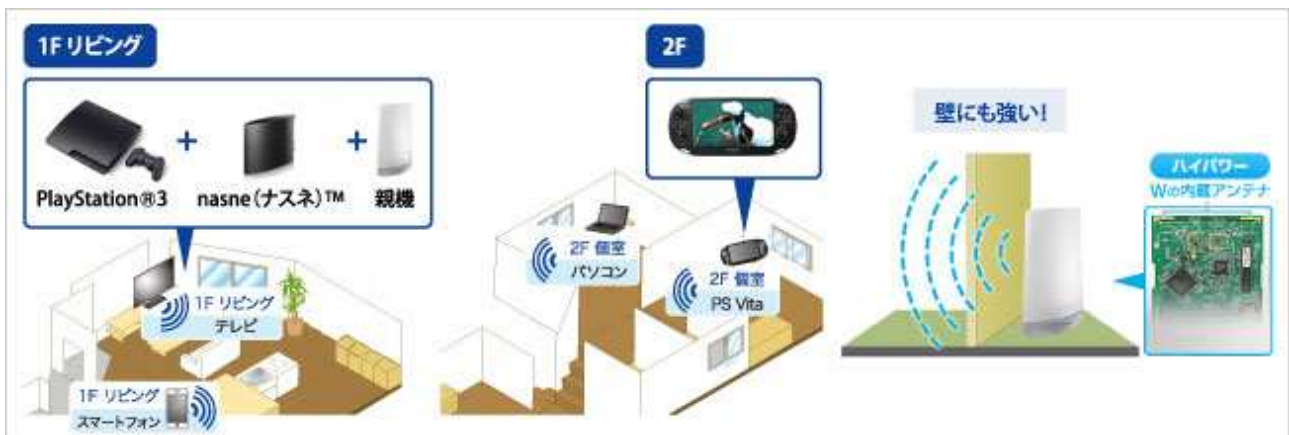 1F リビング
PlayStation®3 + nasne(ナスネ)™ + 親機
1F リビング
テレビ
1F リビング
スマートフォン
2F
2F 個室
パソコン
2F 個室
PS Vita
壁にも強い!
ハイパワー
Wの内蔵アンテナ